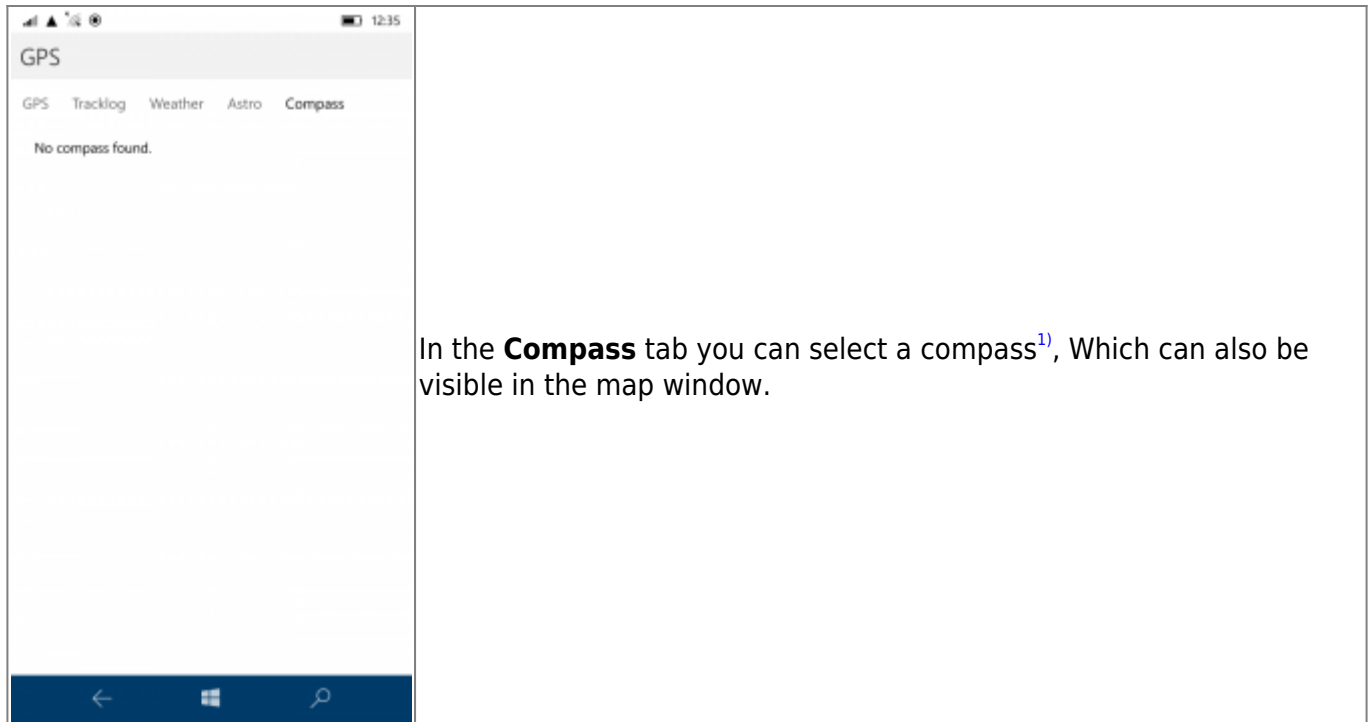 12:35
GPS
GPS Tracklog Weather Astro Compass
No compass found.
In the Compass tab you can select a compass1), Which can also be
visible in the map window.